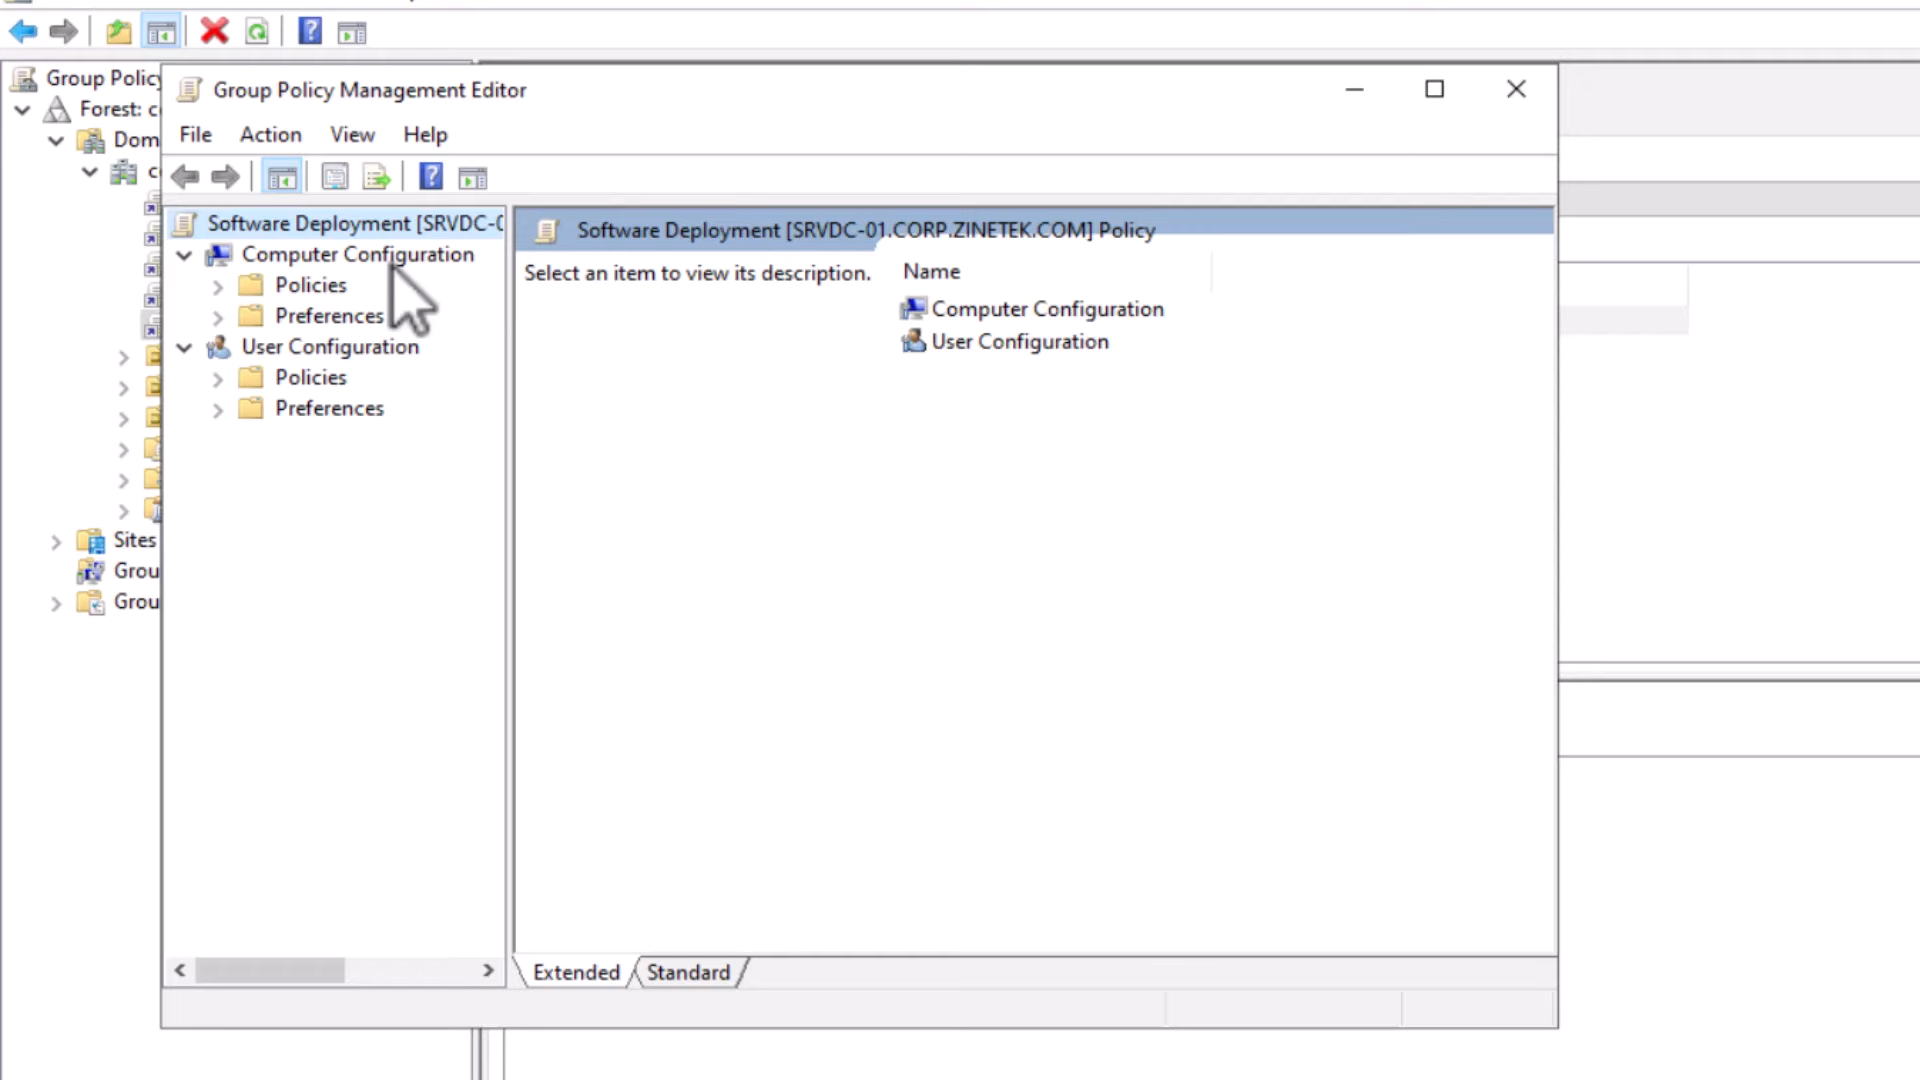 Group Policy
Forest: c
Dom
c
Sites
Grou
Grou
Group Policy Management Editor
File Action View Help
Software Deployment [SRVDC-0
Computer Configuration
Policies
Preferences
User Configuration
Policies
Preferences
Software Deployment [SRVDC-01.CORP.ZINETEK.COM] Policy
Select an item to view its description.
Name
Computer Configuration
User Configuration
Extended Standard